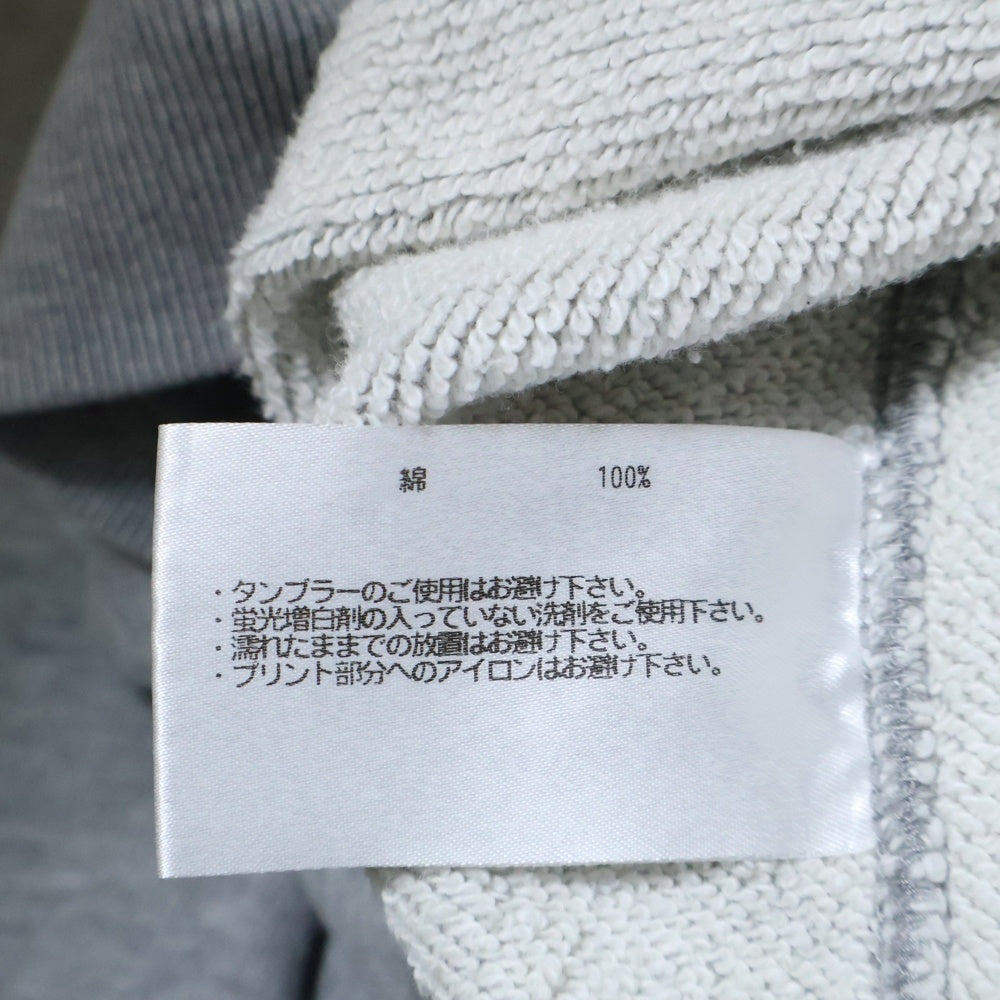 綿 100%
・タンブラーのご使用はお避け下さい。
・蛍光増白剤の入っていない洗剤をご使用下さい。
・濡れたままでの放置はお避け下さい。
・プリント部分へのアイロンはお避け下さい。